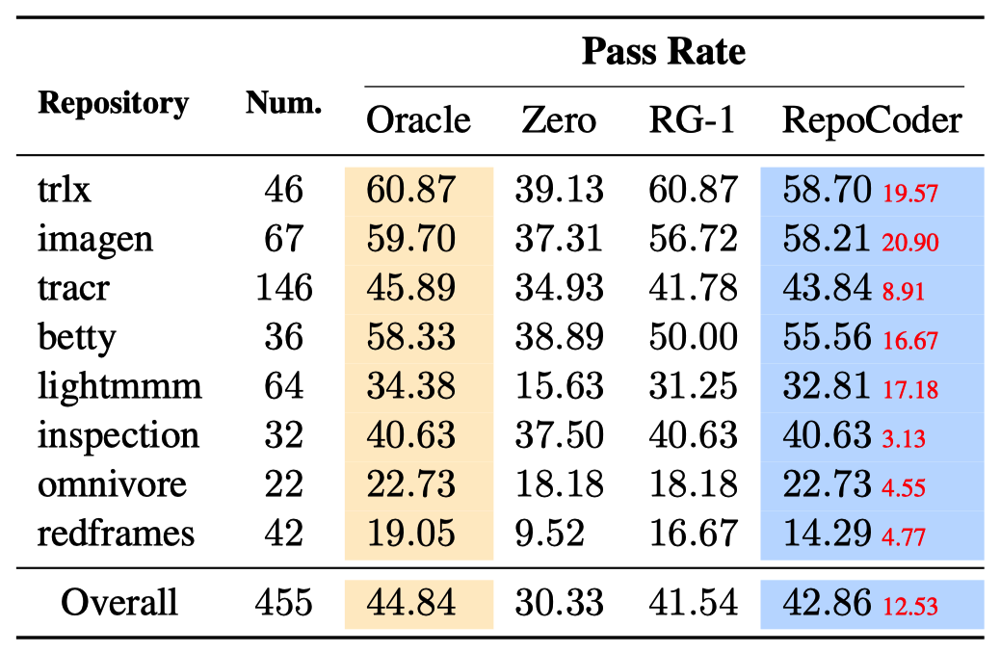 Pass Rate
Repository Num. Oracle Zero RG-1 RepoCoder
trlx 46 60.87 39.13 60.87 58.70 19.57
imagen 67 59.70 37.31 56.72 58.21 20.90
tracr 146 45.89 34.93 41.78 43.84 8.91
betty 36 58.33 38.89 50.00 55.56 16.67
lightmmm 64 34.38 15.63 31.25 32.81 17.18
inspection 32 40.63 37.50 40.63 40.63 3.13
omnivore 22 22.73 18.18 18.18 22.73 4.55
redframes 42 19.05 9.52 16.67 14.29 4.77
Overall 455 44.84 30.33 41.54 42.86 12.53